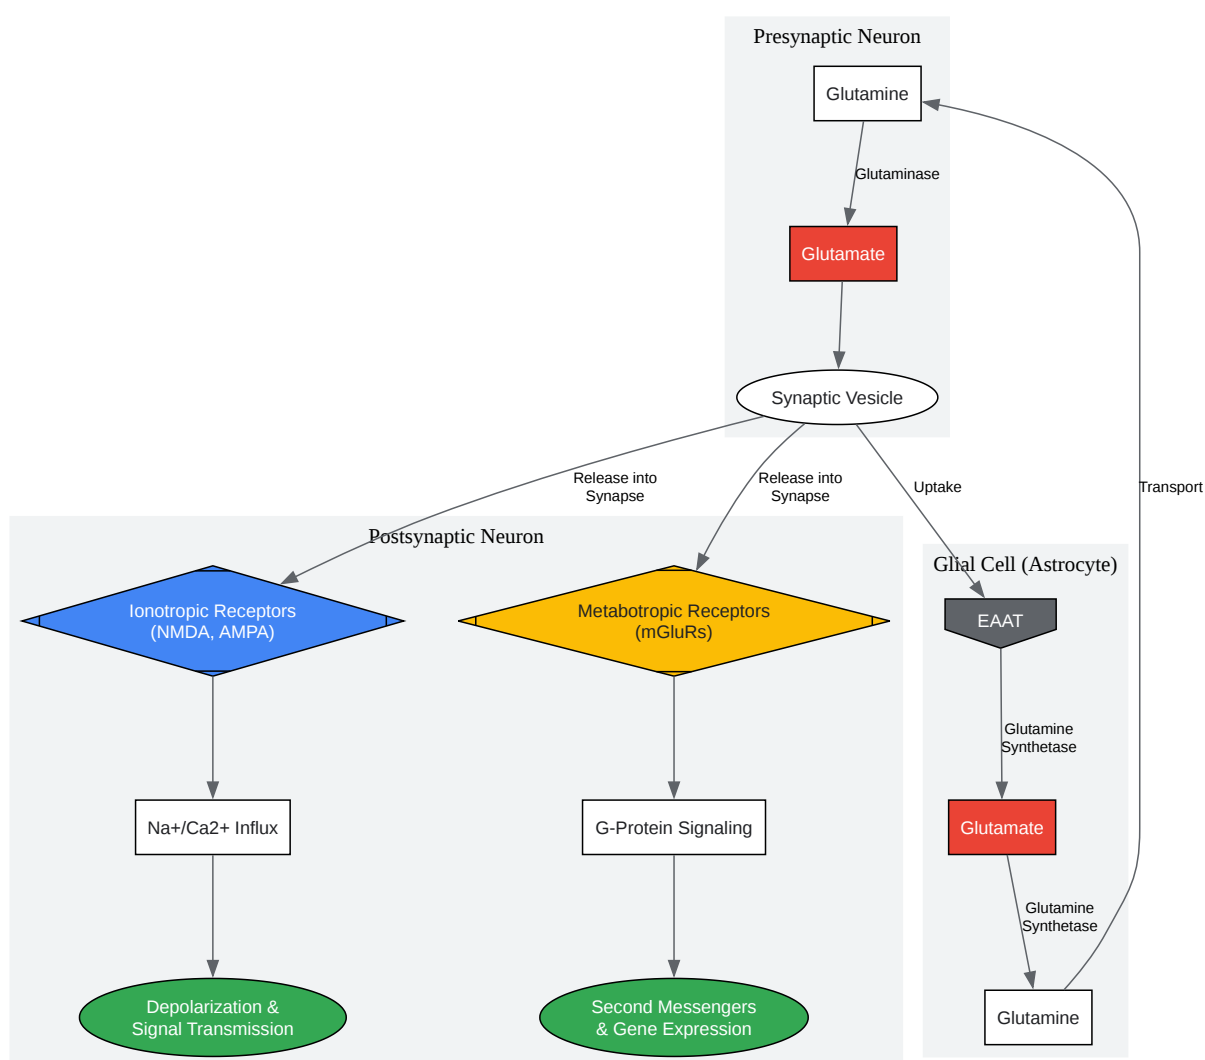 Presynaptic Neuron
Glutamine
Glutaminase
Glutamate
Synaptic Vesicle
Release into
Synapse
Release into
Synapse
Uptake
Transport
Postsynaptic Neuron
Ionotropic Receptors
(NMDA, AMPA)
Metabotropic Receptors
(mGluRs)
Na+/Ca2+ Influx
G-Protein Signaling
Depolarization &
Signal Transmission
Second Messengers
& Gene Expression
Glial Cell (Astrocyte)
EAAT
Glutamine
Synthetase
Glutamate
Glutamine
Synthetase
Glutamine